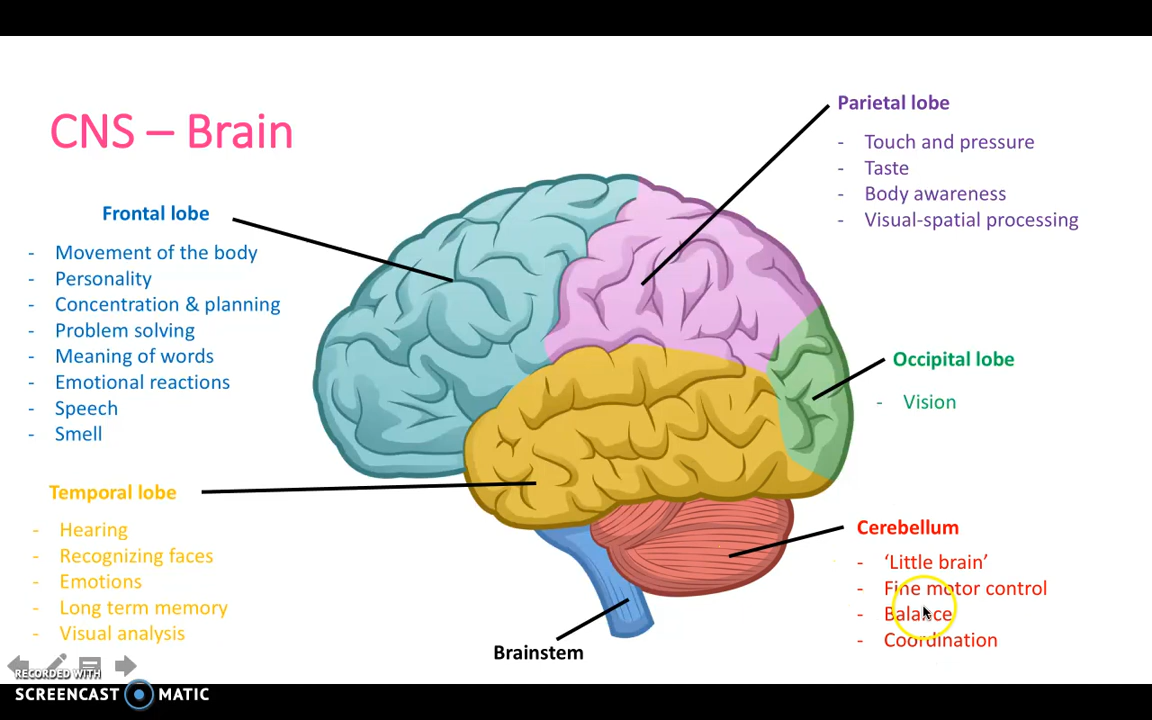 CNS – Brain
Frontal lobe
- Movement of the body
- Personality
- Concentration & planning
- Problem solving
- Meaning of words
- Emotional reactions
- Speech
- Smell
Temporal lobe
- Hearing
- Recognizing faces
- Emotions
- Long term memory
- Visual analysis
Parietal lobe
- Touch and pressure
- Taste
- Body awareness
- Visual-spatial processing
Occipital lobe
- Vision
Cerebellum
- ‘Little brain’
- Fine motor control
- Balance
- Coordination
Brainstem
RECORDED WITH
SCREENCAST MATIC